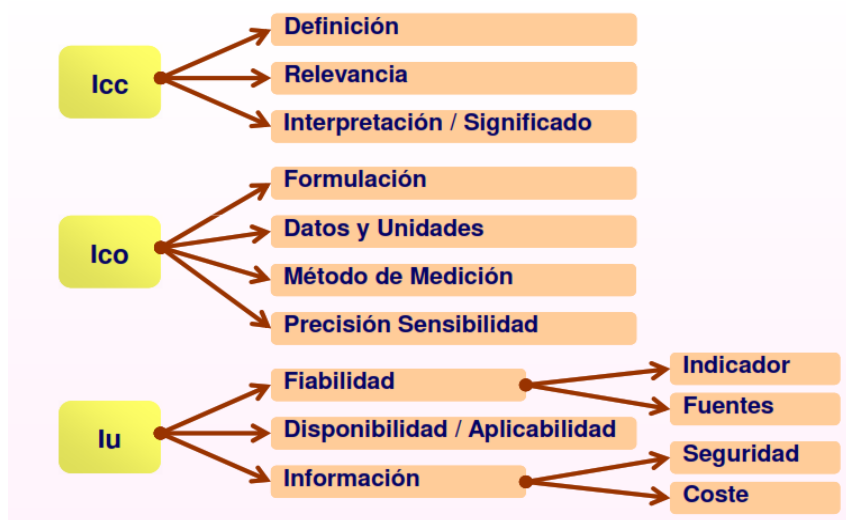 Icc
Definición
Relevancia
Interpretación / Significado
Ico
Formulación
Datos y Unidades
Método de Medición
Precisión Sensibilidad
Iu
Fiabilidad
Indicador
Fuentes
Disponibilidad / Aplicabilidad
Información
Seguridad
Coste